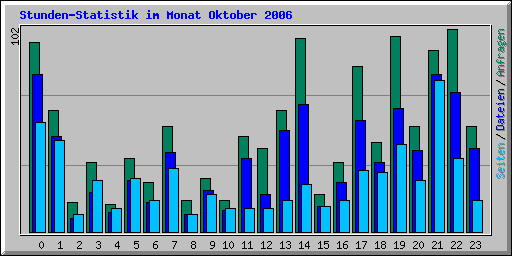 Stunden-Statistik im Monat Oktober 2006
102
Seiten / Dateien / Anfragen
0 1 2 3 4 5 6 7 8 9 10 11 12 13 14 15 16 17 18 19 20 21 22 23